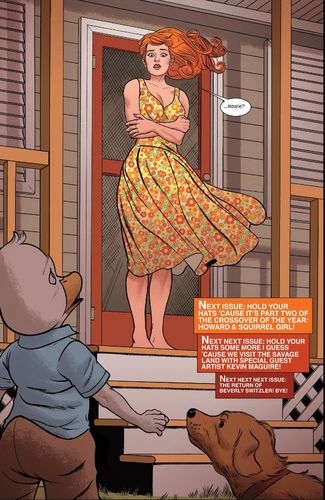 ...Howie?
NEXT ISSUE: HOLD YOUR
HATS 'CAUSE IT'S PART TWO OF
THE CROSSOVER OF THE YEAR:
HOWARD & SQUIRREL GIRL!
NEXT NEXT ISSUE: HOLD YOUR
HATS SOME MORE I GUESS
'CAUSE WE VISIT THE SAVAGE
LAND WITH SPECIAL GUEST
ARTIST KEVIN MAGUIRE!
NEXT NEXT NEXT ISSUE:
THE RETURN OF
BEVERLY SWITZLER! BYE!